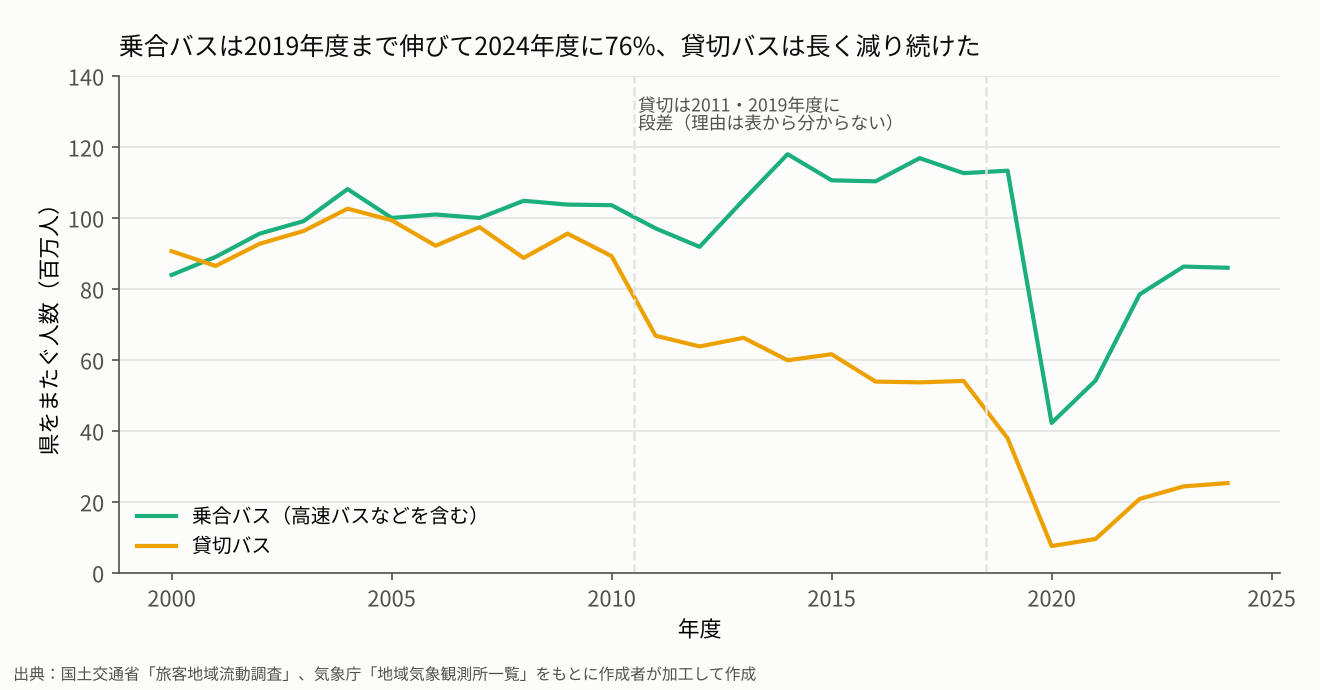 乗合バスは2019年度まで伸びて2024年度に76%、貸切バスは長く減り続けた
140
120
100
80
60
40
20
0
県をまたぐ人数（百万人）
貸切は2011・2019年度に
段差（理由は表から分からない）
乗合バス（高速バスなどを含む）
貸切バス
2000
2005
2010
2015
2020
2025
年度
出典：国土交通省「旅客地域流動調査」、気象庁「地域気象観測所一覧」をもとに作成者が加工して作成